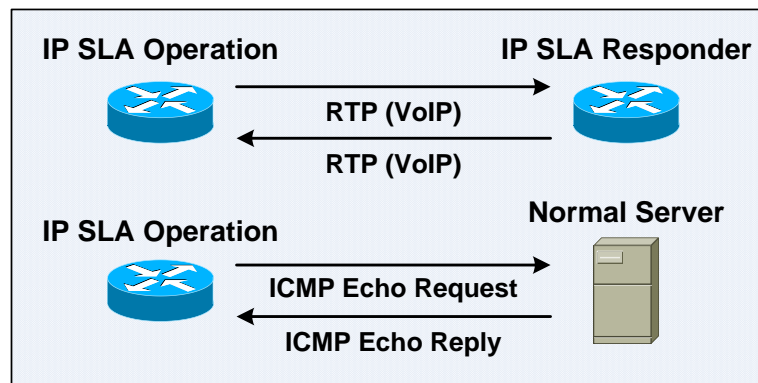 IP SLA Operation
IP SLA Responder
RTP (VoIP)
RTP (VoIP)
Normal Server
IP SLA Operation
ICMP Echo Request
ICMP Echo Reply